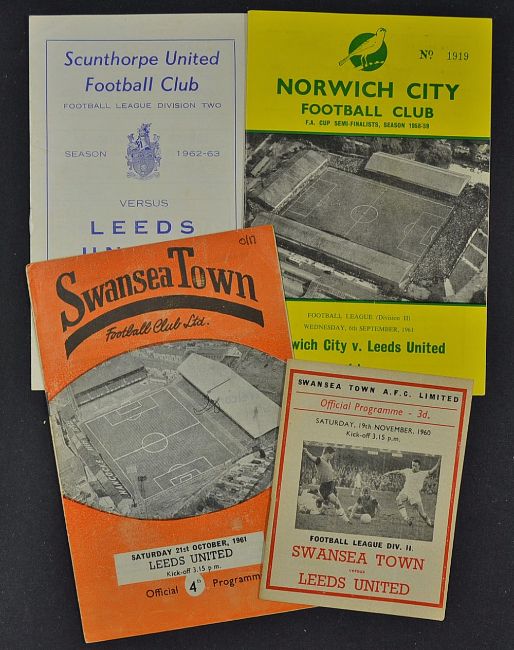 Scunthorpe United
Football Club
FOOTBALL LEAGUE DIVISION TWO
SEASON 1962-63
VERSUS
LEEDS
Nº 1919
NORWICH CITY
FOOTBALL CLUB
F.A. CUP SEMI-FINALISTS, SEASON 1958-59
FOOTBALL LEAGUE (Division II)
WEDNESDAY, 6th SEPTEMBER, 1961
wich City v. Leeds United
0/17
Swansea Town
Football Club Ltd.
SATURDAY 21st OCTOBER, 1961
LEEDS UNITED
Kick-off 3.15 p.m.
Official 4d Programme
SWANSEA TOWN A.F.C. LIMITED
Official Programme - 3d.
SATURDAY, 19th NOVEMBER, 1960
Kick-off 3.15 p.m.
FOOTBALL LEAGUE DIV. II.
SWANSEA TOWN
versus
LEEDS UNITED